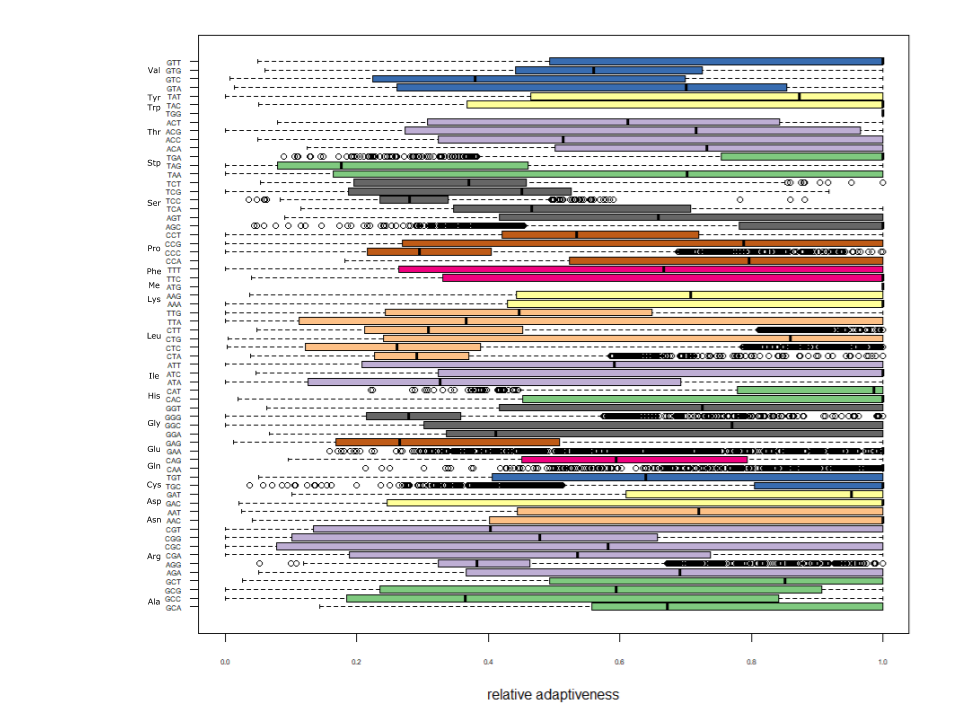 GTT
Val GTG
GTC
GTA
Tyr TAT
Trp TAC
TGG
ACT
Thr ACG
ACC
ACA
TGA
Stp TAG
TAA
TCT
TCG
Ser TCC
TCA
AGT
AGC
CCT
Pro CCG
CCC
CCA
Phe TTT
TTC
Me ATG
Lys AAG
AAA
TTG
TTA
CTT
Leu CTG
CTC
CTA
ATT
Ile ATC
ATA
CAT
His CAC
GGT
GGG
Gly GGC
GGA
GAG
Glu GAA
CAG
Gln CAA
TGT
Cys TGC
GAT
Asp GAC
AAT
Asn AAC
CGT
CGG
CGC
Arg CGA
AGG
AGA
GCT
GCG
Ala GCC
GCA
0.0 0.2 0.4 0.6 0.8 1.0
relative adaptiveness